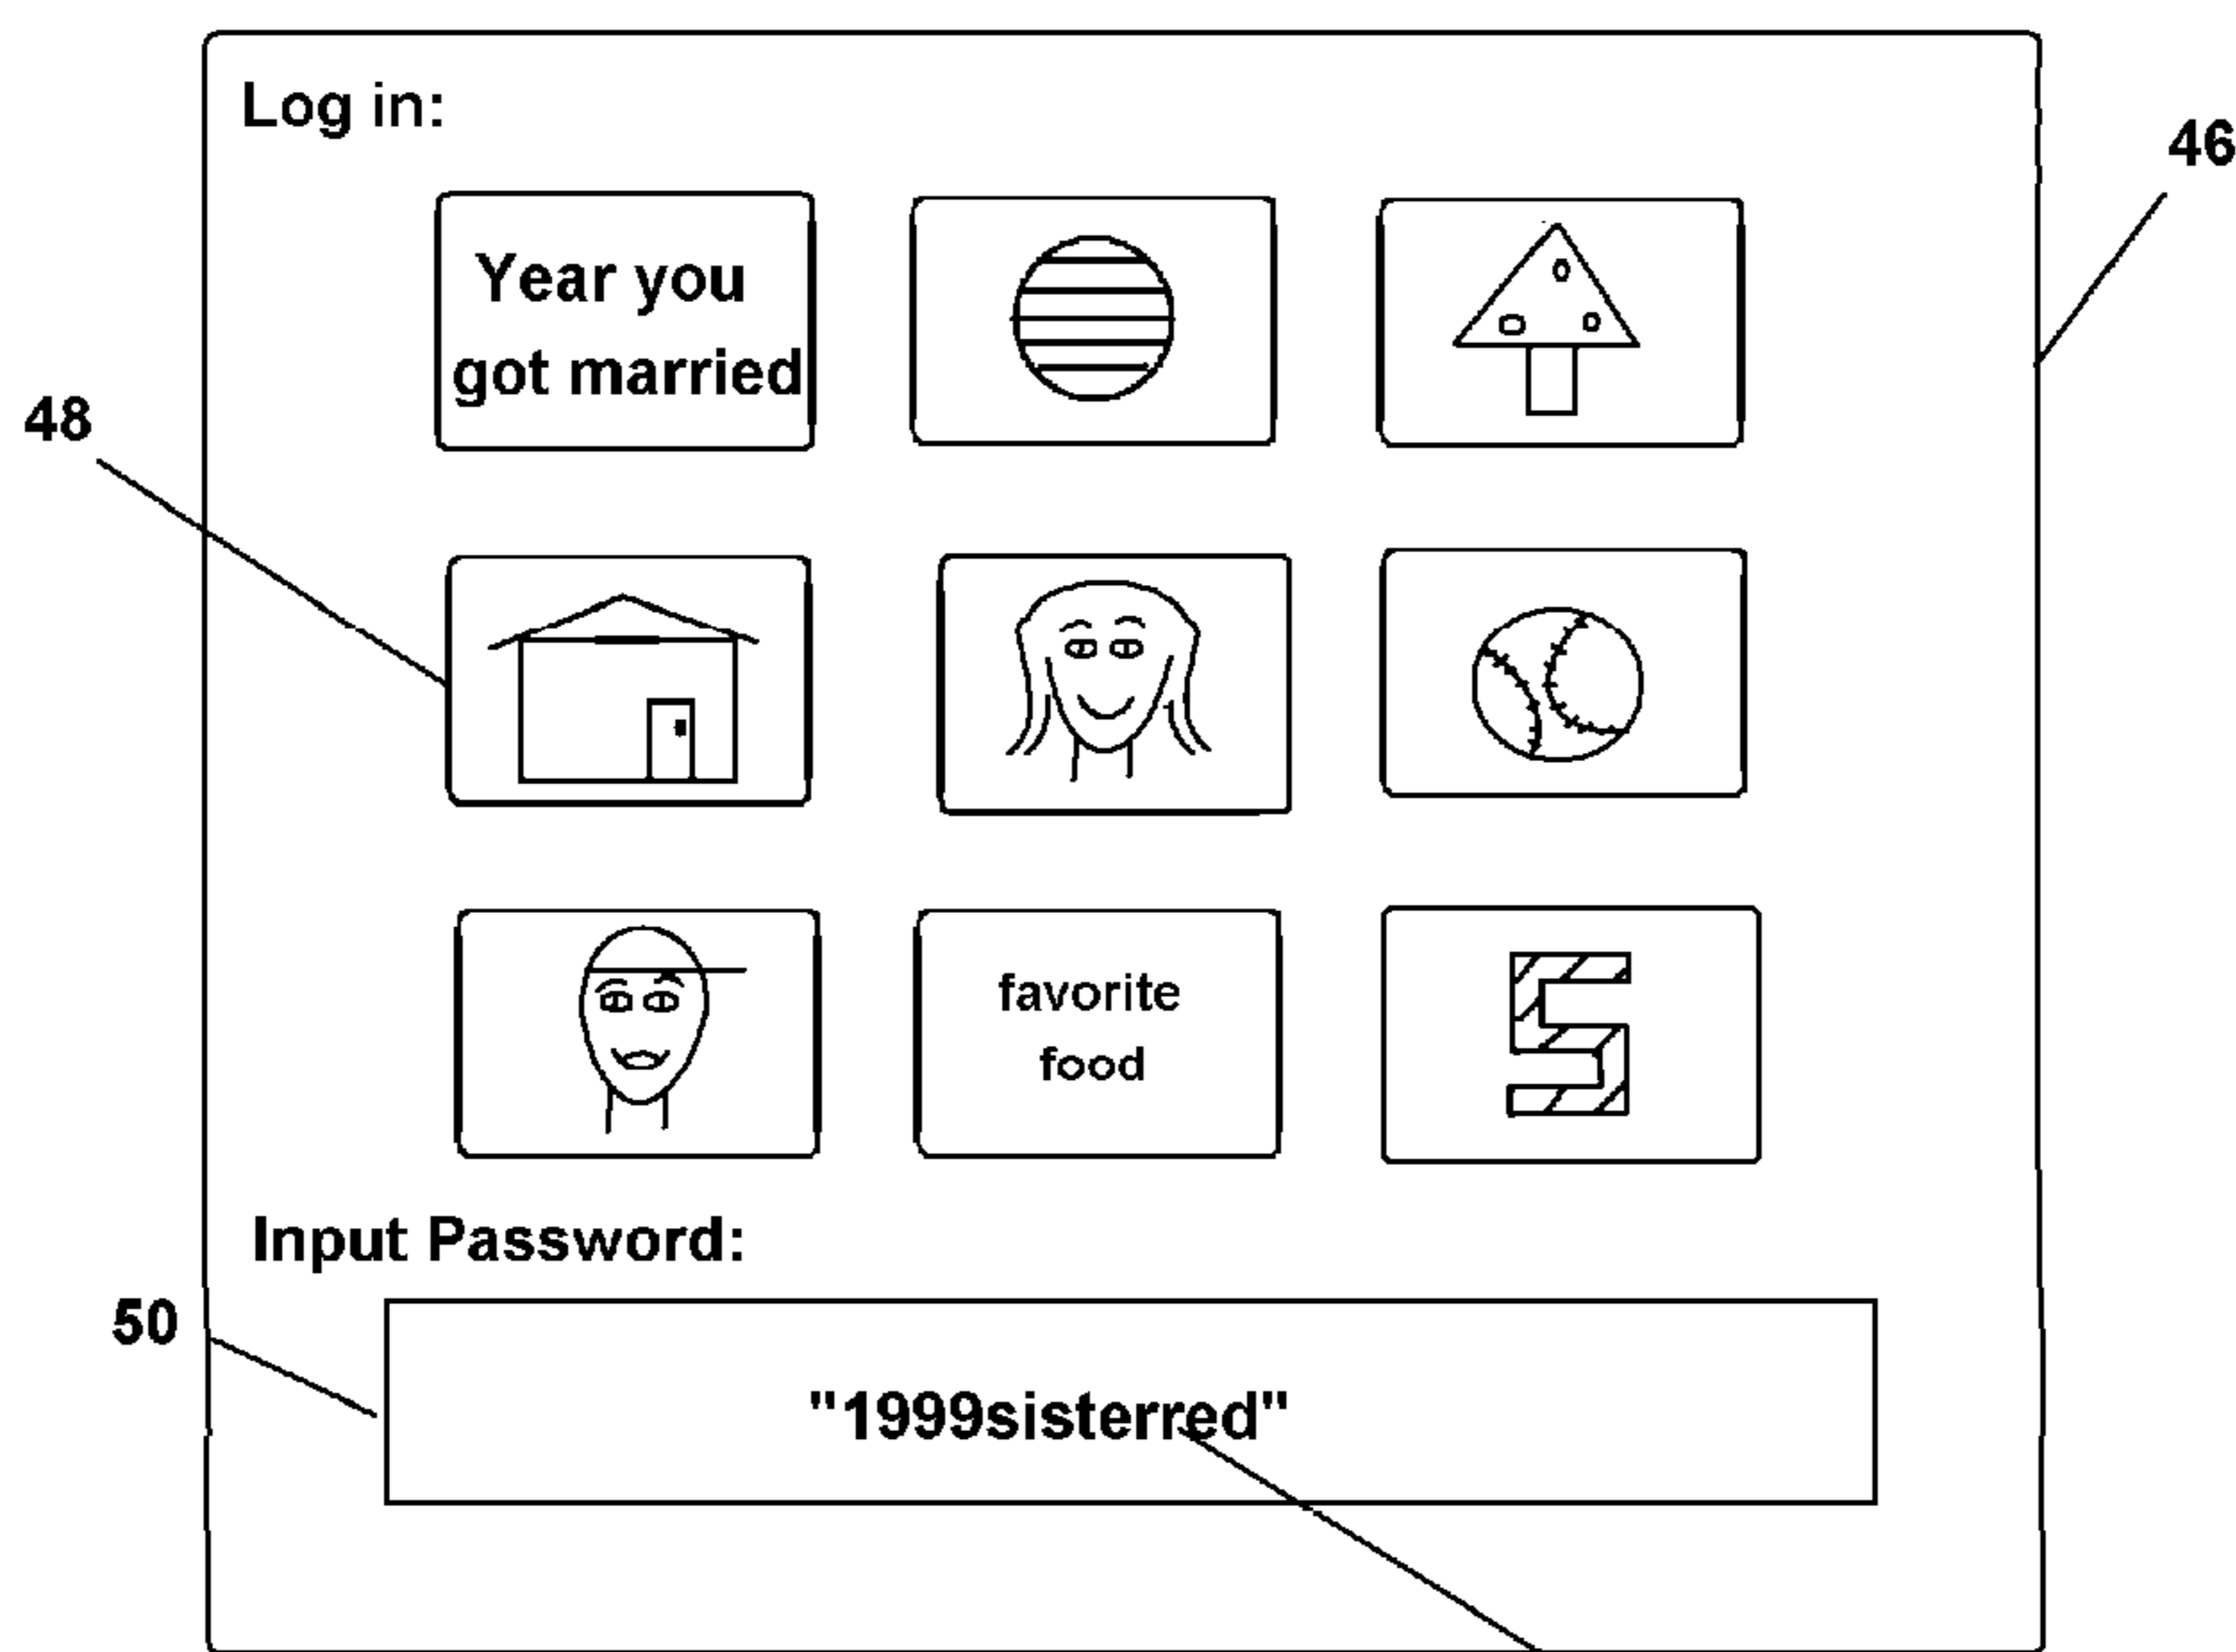 Log in:
46
Year you
got married
48
S
favorite
food
Input Password:
50
"1999sisterred"